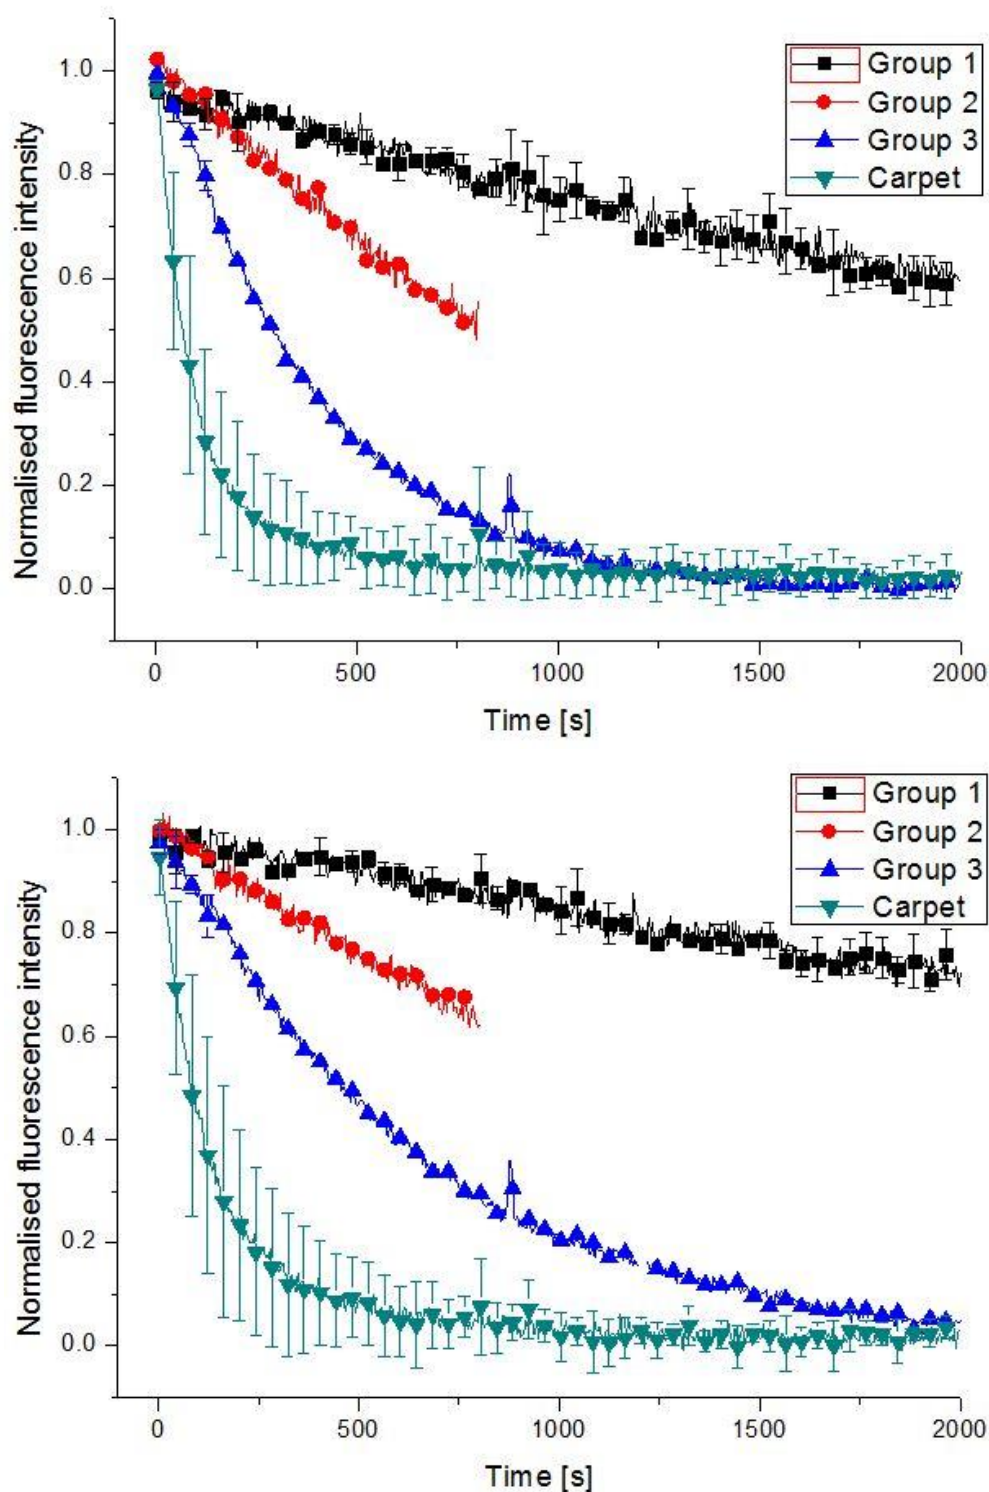 Normalised fluorescence intensity
1.0
0.8
0.6
0.4
0.2
0.0
Group 1
Group 2
Group 3
Carpet
0 500 1000 1500 2000
Time [s]
Normalised fluorescence intensity
1.0
0.8
0.6
0.4
0.2
0.0
Group 1
Group 2
Group 3
Carpet
0 500 1000 1500 2000
Time [s]